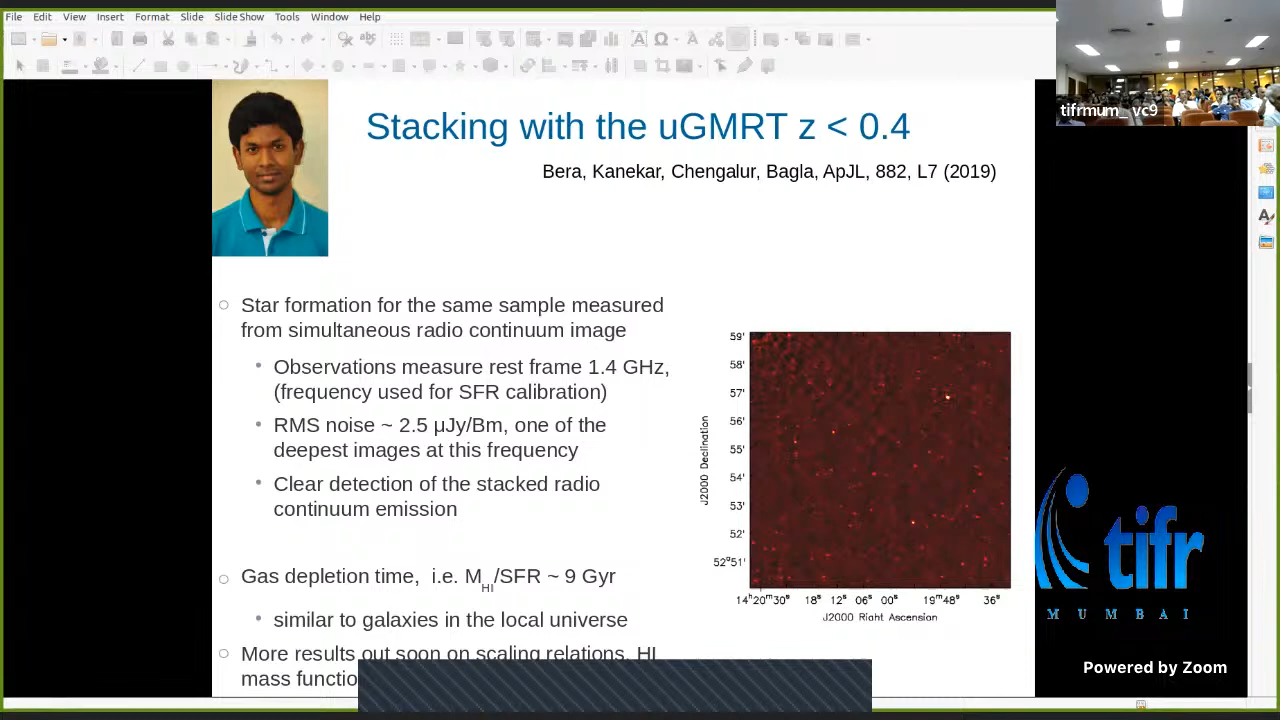 File Edit View Insert Format Slide Slide Show Tools Window Help
tifrmum_ vc9
Stacking with the uGMRT z < 0.4
Bera, Kanekar, Chengalur, Bagla, ApJL, 882, L7 (2019)
Star formation for the same sample measured
from simultaneous radio continuum image
Observations measure rest frame 1.4 GHz,
(frequency used for SFR calibration)
RMS noise ~ 2.5 μJy/Bm, one of the
deepest images at this frequency
Clear detection of the stacked radio
continuum emission
Gas depletion time, i.e. MHI/SFR ~ 9 Gyr
similar to galaxies in the local universe
More results out soon on scaling relations, HI
mass functio
59'
58'
57'
56'
55'
54'
53'
52'
52°51'
J2000 Declination
14h20m30s 18s 12s 06s 00s 19m48s 36s
J2000 Right Ascension
tifr
MUMBAI
Powered by Zoom